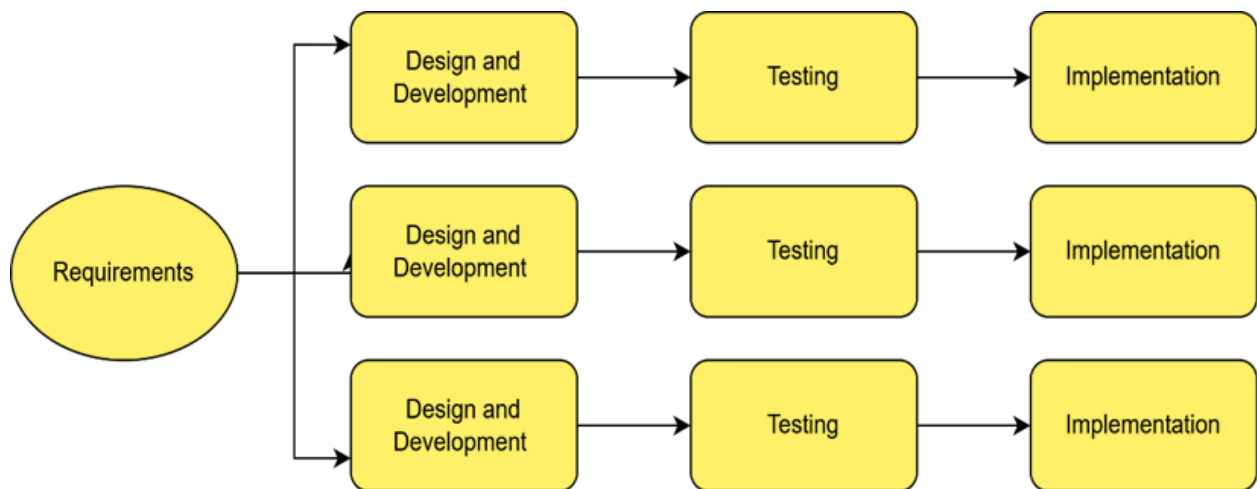 Design and
Development
Testing
Implementation
Requirements
Design and
Development
Testing
Implementation
Design and
Development
Testing
Implementation